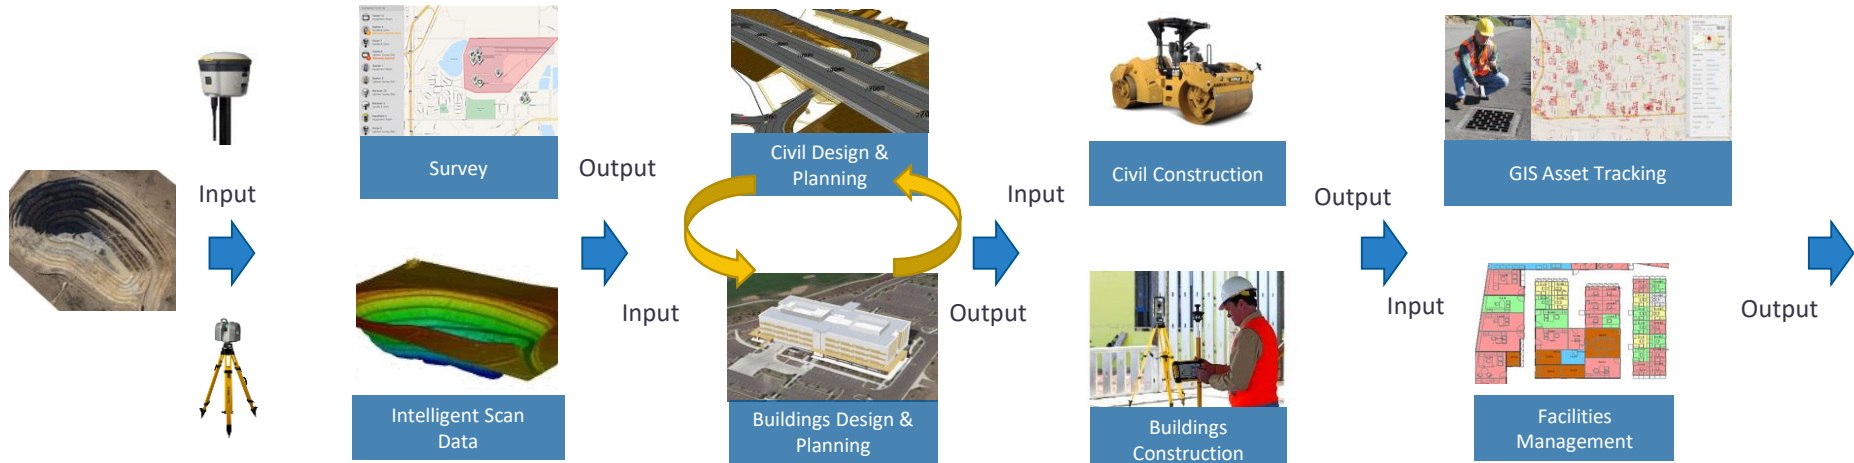 Input
Survey
Intelligent Scan
Data
Output
Input
Civil Design &
Planning
Buildings Design &
Planning
Input
Output
Civil Construction
Buildings
Construction
Output
Input
GIS Asset Tracking
Facilities
Management
Output